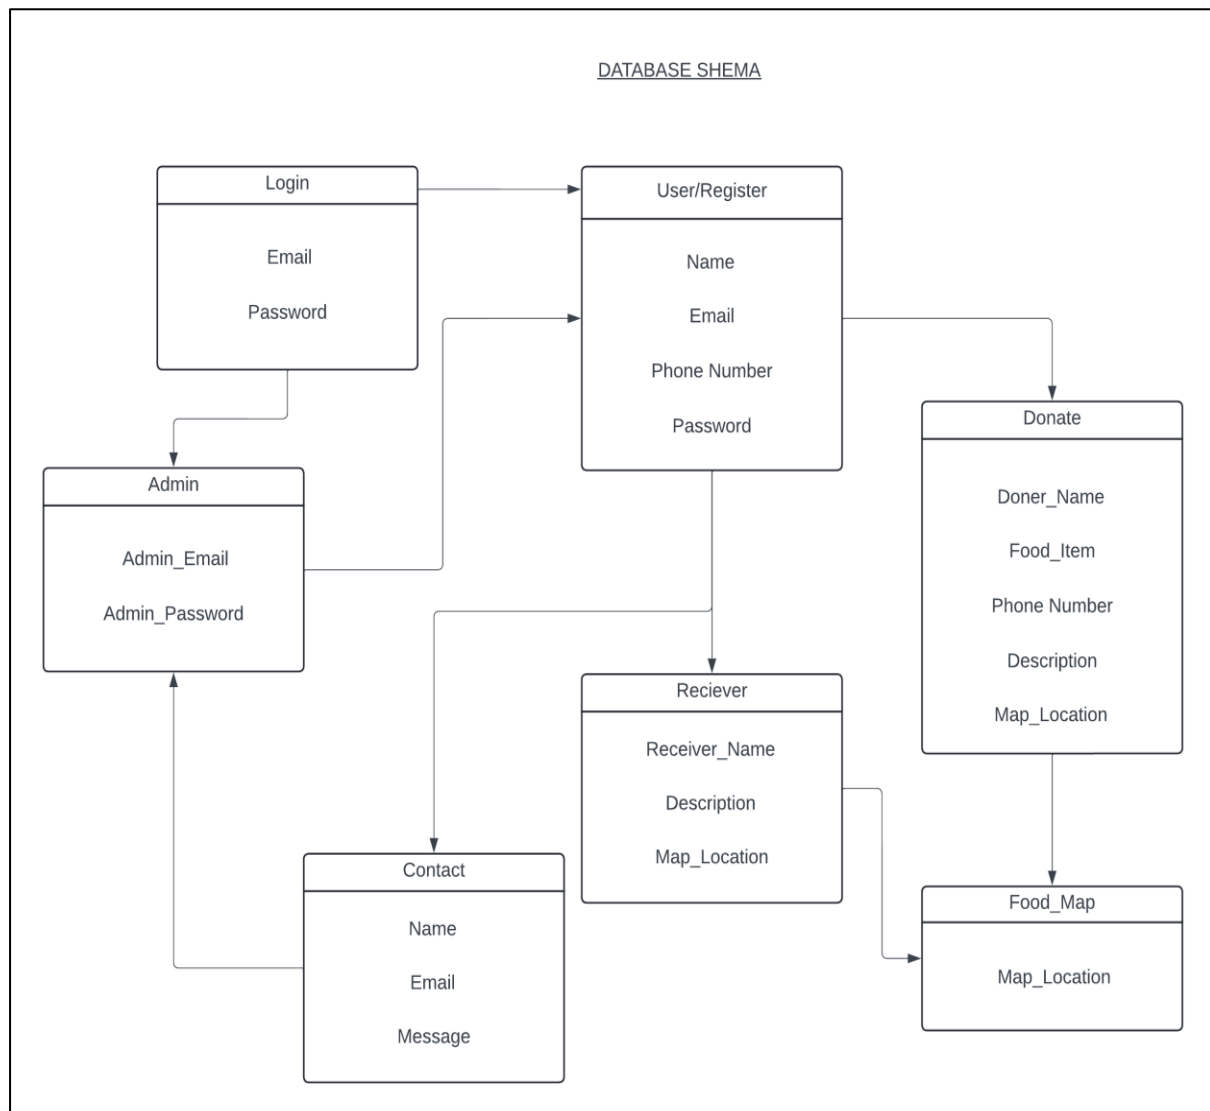 DATABASE SHEMA
Login
Email
Password
User/Register
Name
Email
Phone Number
Password
Donate
Doner_Name
Food_Item
Phone Number
Description
Map_Location
Admin
Admin_Email
Admin_Password
Reciever
Receiver_Name
Description
Map_Location
Contact
Name
Email
Message
Food_Map
Map_Location